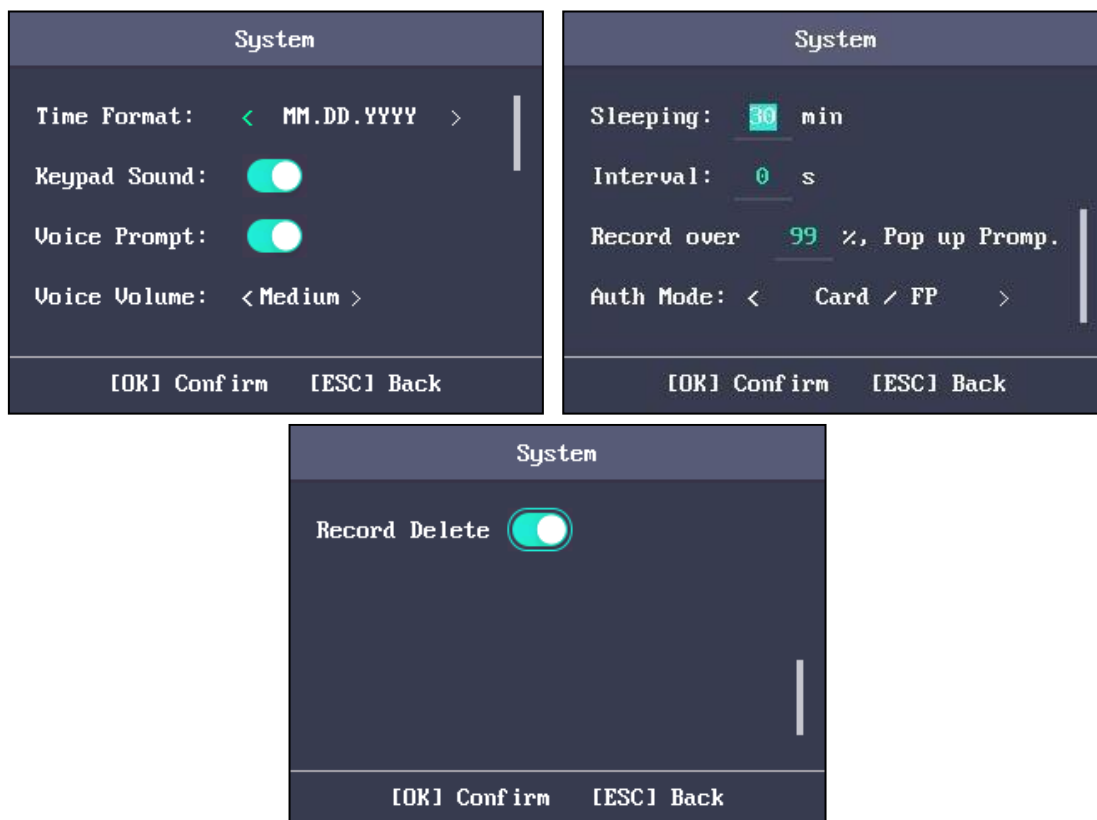 System
Time Format: < MM.DD.YYYY >
Keypad Sound:
Voice Prompt:
Voice Volume: <Medium>
[OK] Confirm [ESC] Back
System
Sleeping: 30 min
Interval: 0 s
Record over 99 %, Pop up Promp.
Auth Mode: < Card / FP >
[OK] Confirm [ESC] Back
System
Record Delete
[OK] Confirm [ESC] Back